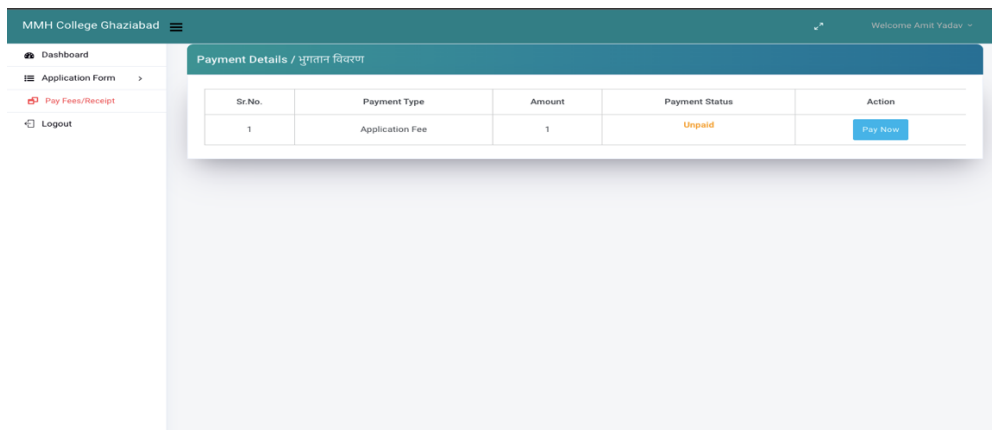 MMH College Ghaziabad
Welcome Amit Yadav
Dashboard
Application Form
Pay Fees/Receipt
Logout
Payment Details / भुगतान विवरण
Sr.No. Payment Type Amount Payment Status Action
1 Application Fee 1 Unpaid Pay Now